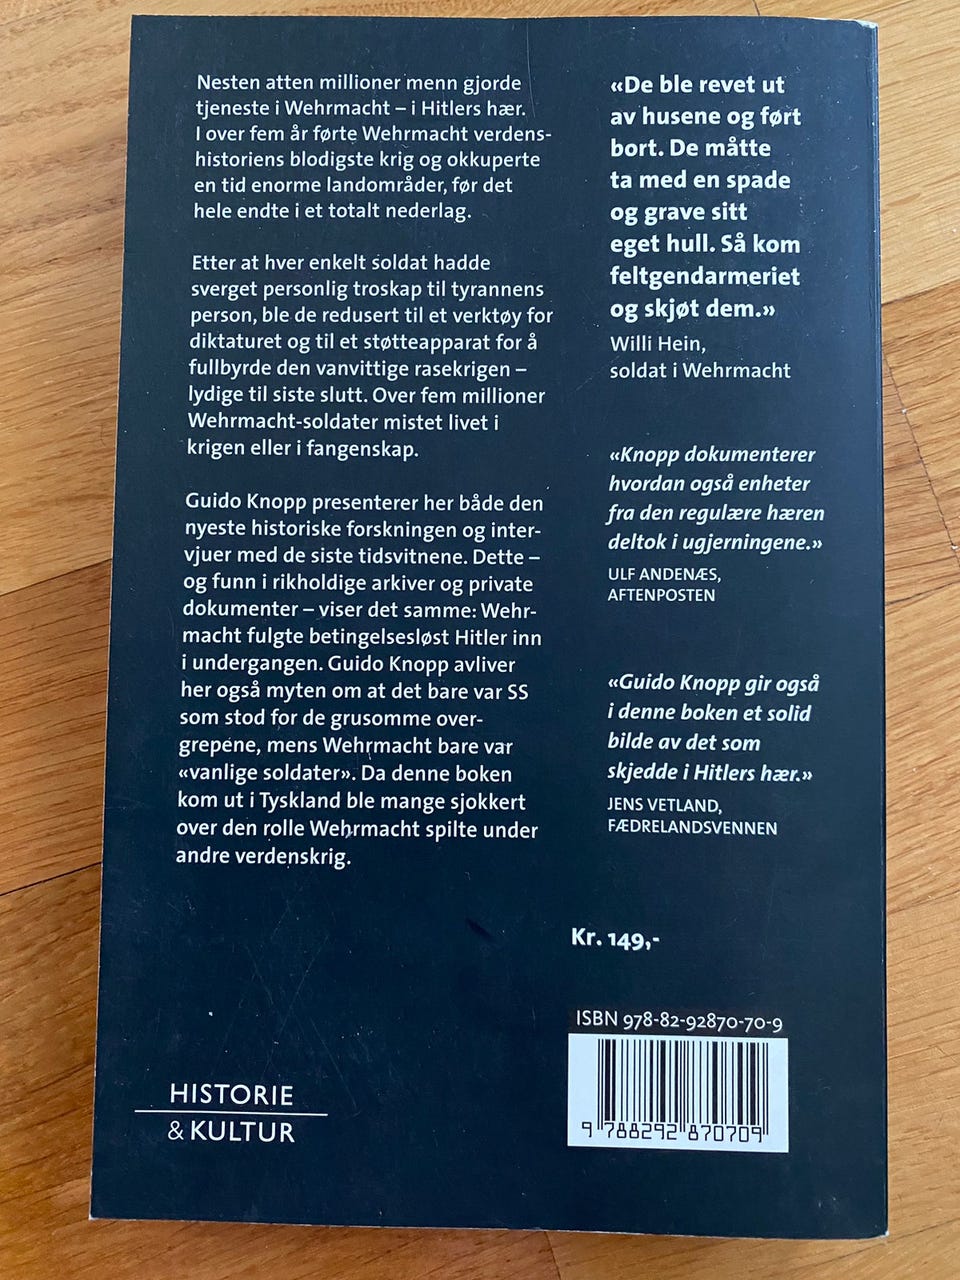 Nesten atten millioner menn gjorde
tjeneste i Wehrmacht – i Hitlers hær.
I over fem år førte Wehrmacht verdens-
historiens blodigste krig og okkuperte
en tid enorme landområder, før det
hele endte i et totalt nederlag.
Etter at hver enkelt soldat hadde
sverget personlig troskap til tyrannens
person, ble de redusert til et verktøy for
diktaturet og til et støtteapparat for å
fullbyrde den vanvittige rasekrigen –
lydige til siste slutt. Over fem millioner
Wehrmacht-soldater mistet livet i
krigen eller i fangenskap.
Guido Knopp presenterer her både den
nyeste historiske forskningen og inter-
vjuer med de siste tidsvitnene. Dette –
og funn i rikholdige arkiver og private
dokumenter – viser det samme: Wehr-
macht fulgte betingelsesløst Hitler inn
i undergangen. Guido Knopp avliver
her også myten om at det bare var SS
som stod for de grusomme over-
grepene, mens Wehrmacht bare var
«vanlige soldater». Da denne boken
kom ut i Tyskland ble mange sjokkert
over den rolle Wehrmacht spilte under
andre verdenskrig.
«De ble revet ut
av husene og ført
bort. De måtte
ta med en spade
og grave sitt
eget hull. Så kom
feltgendarmeriet
og skjøt dem.»
Willi Hein,
soldat i Wehrmacht
«Knopp dokumenterer
hvordan også enheter
fra den regulære hæren
deltok i ugjerningene.»
ULF ANDENÆS,
AFTENPOSTEN
«Guido Knopp gir også
i denne boken et solid
bilde av det som
skjedde i Hitlers hær.»
JENS VETLAND,
FÆDRELANDSVENNEN
Kr. 149,-
ISBN 978-82-92870-70-9
9 788292 870709
HISTORIE
& KULTUR